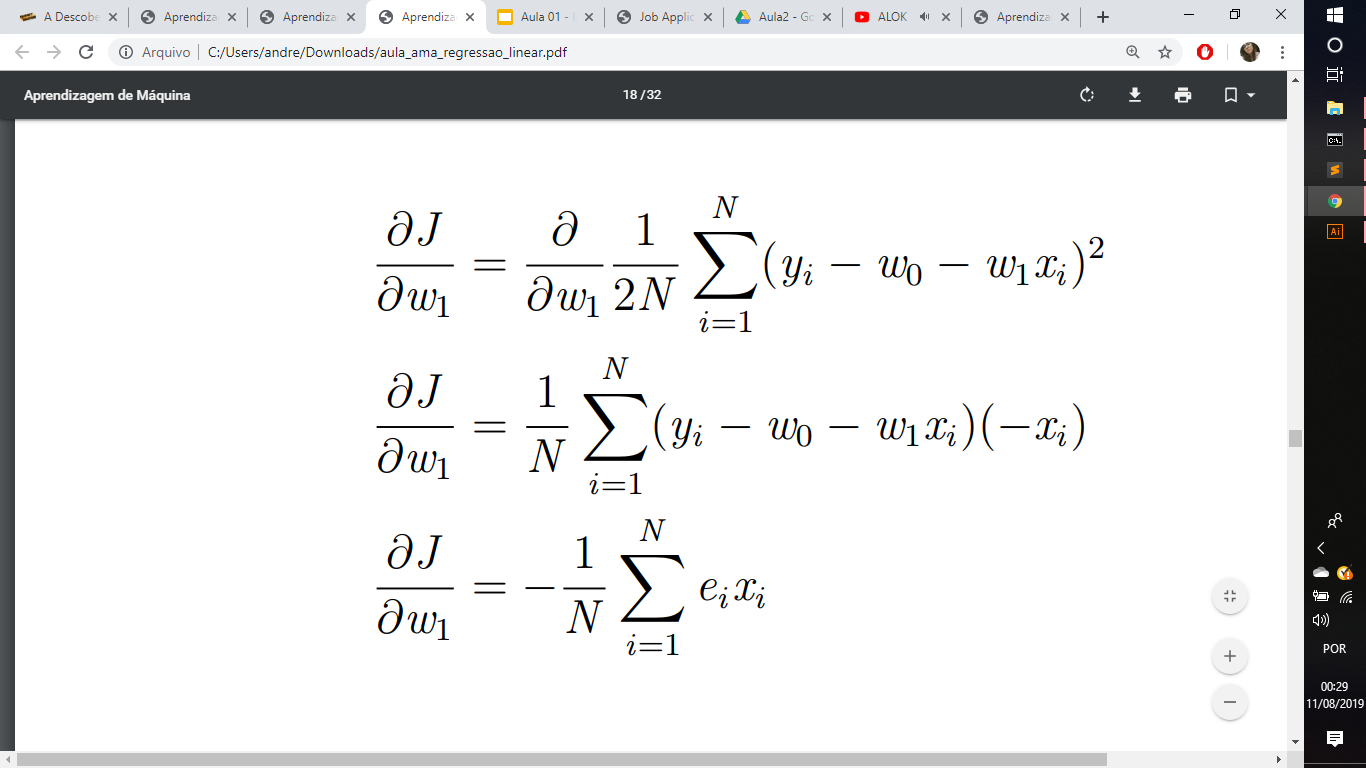 A Descobe
Aprendiza
Aprendiza
Aprendiza
Aula 01 -
Job Applic
Aula2 - Go
ALOK
Aprendiza
Arquivo | C:/Users/andre/Downloads/aula_ama_regressao_linear.pdf
Aprendizagem de Máquina
18 / 32
∂J/∂w₁ = ∂/∂w₁ 1/2N ∑_{i=1}^{N} (yᵢ − w₀ − w₁xᵢ)²
∂J/∂w₁ = 1/N ∑_{i=1}^{N} (yᵢ − w₀ − w₁xᵢ)(−xᵢ)
∂J/∂w₁ = −1/N ∑_{i=1}^{N} eᵢxᵢ
Ai
POR
00:29
11/08/2019